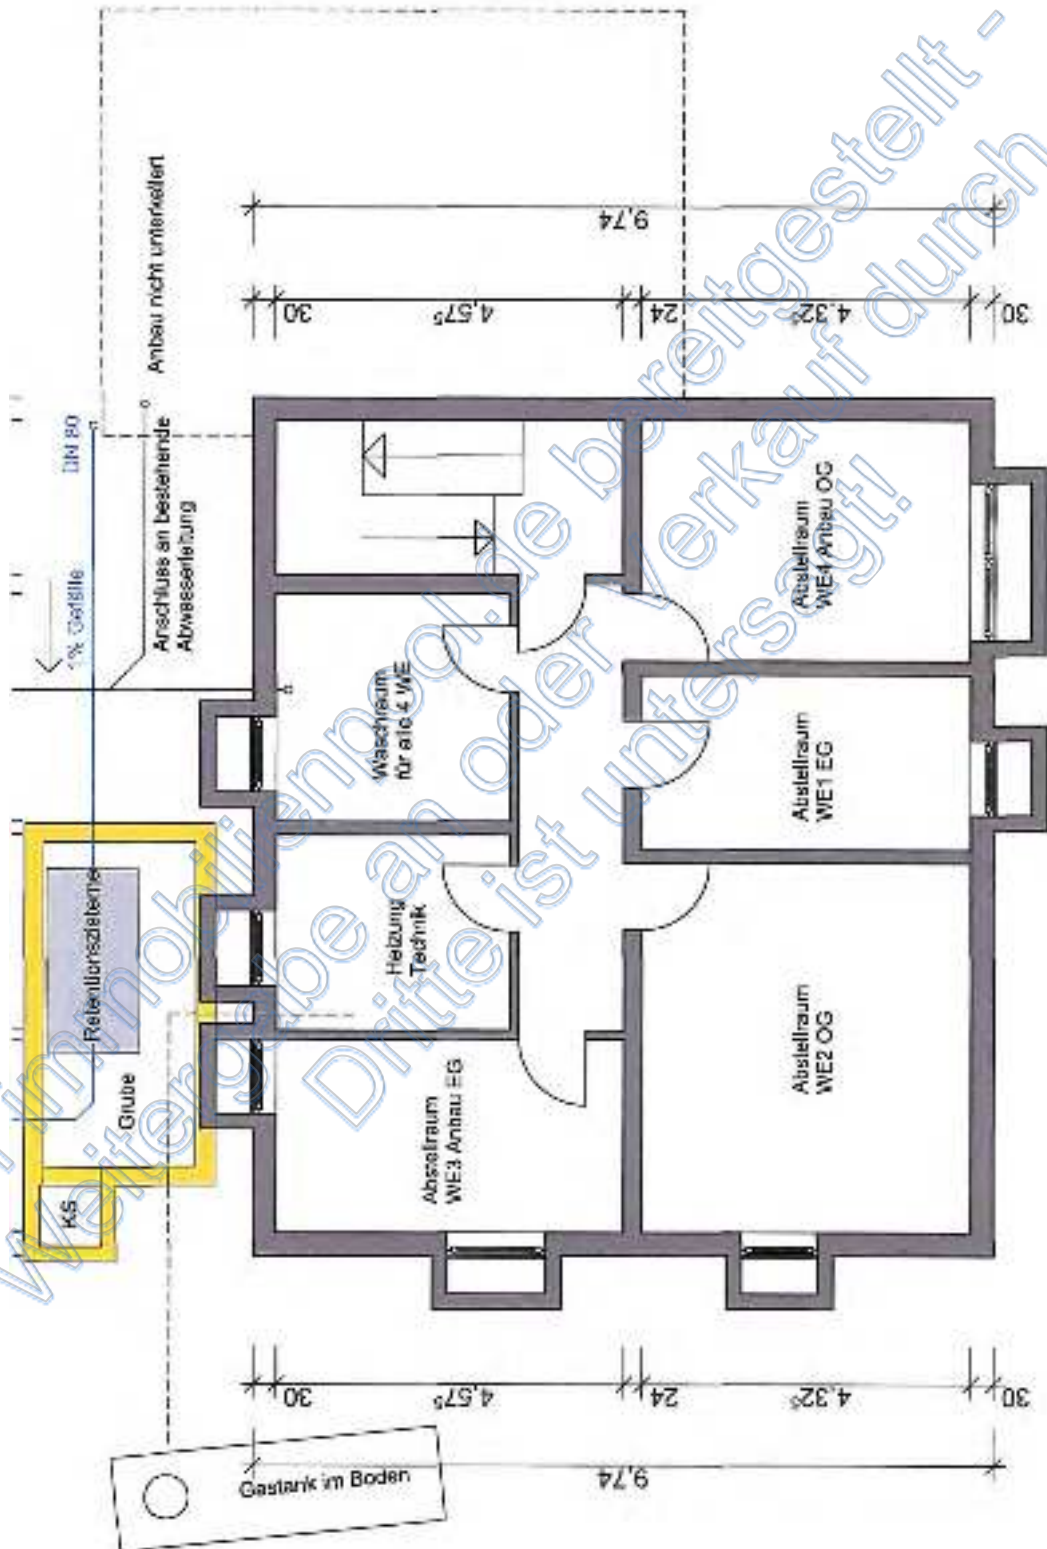 Anbau nicht unterkellert
DN 80
1% Gefälle
Anschluss an bestehende
Abwasserleitung
9,74
30
4,57⁵
24
4,32⁵
30
Waschraum
für alle 4 WE
Abstellraum
WE4 Anbau OG
Abstellraum
WE1 EG
Heizung
Technik
Retentionszisterne
Grube
KS
Abstellraum
WE3 Anbau EG
Abstellraum
WE2 OG
30
4,57⁵
24
4,32⁵
30
9,74
Gastank im Boden
immobilienpool.de bereitgestellt -
Weitergabe an oder Verkauf durch
Dritte ist untersagt!